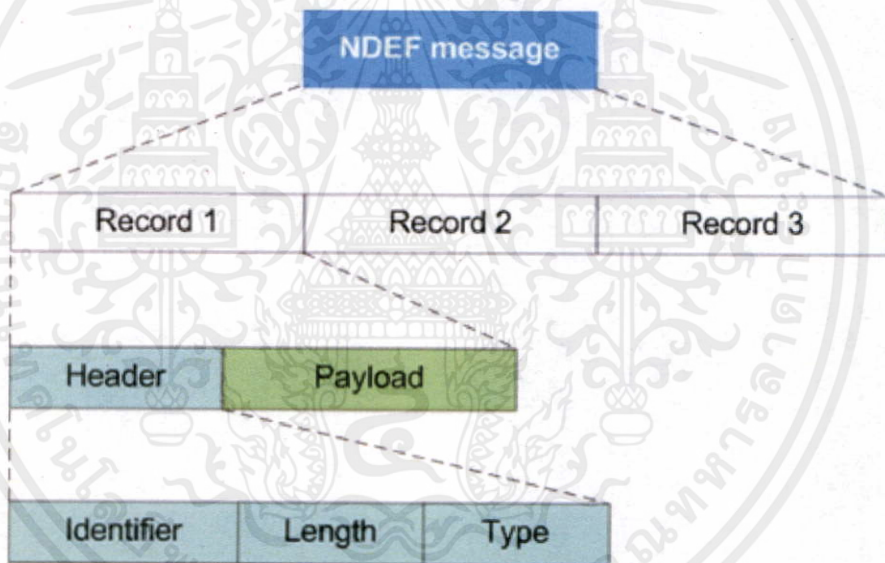 NDEF message
Record 1 Record 2 Record 3
Header Payload
Identifier Length Type